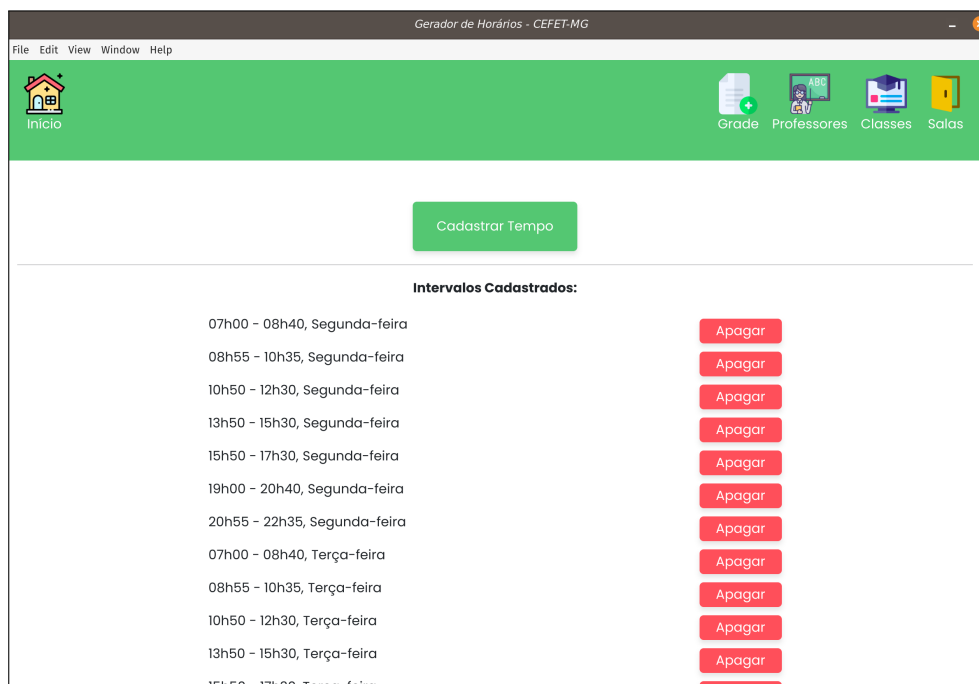 Gerador de Horários - CEFET-MG
File Edit View Window Help
Início
ABC
Grade Professores Classes Salas
Cadastrar Tempo
Intervalos Cadastrados:
07h00 - 08h40, Segunda-feira Apagar
08h55 - 10h35, Segunda-feira Apagar
10h50 - 12h30, Segunda-feira Apagar
13h50 - 15h30, Segunda-feira Apagar
15h50 - 17h30, Segunda-feira Apagar
19h00 - 20h40, Segunda-feira Apagar
20h55 - 22h35, Segunda-feira Apagar
07h00 - 08h40, Terça-feira Apagar
08h55 - 10h35, Terça-feira Apagar
10h50 - 12h30, Terça-feira Apagar
13h50 - 15h30, Terça-feira Apagar